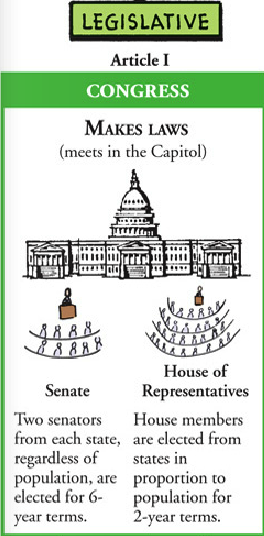 LEGISLATIVE
Article I
CONGRESS
MAKES LAWS
(meets in the Capitol)
Senate
Two senators
from each state,
regardless of
population, are
elected for 6-
year terms.
House of
Representatives
House members
are elected from
states in
proportion to
population for
2-year terms.